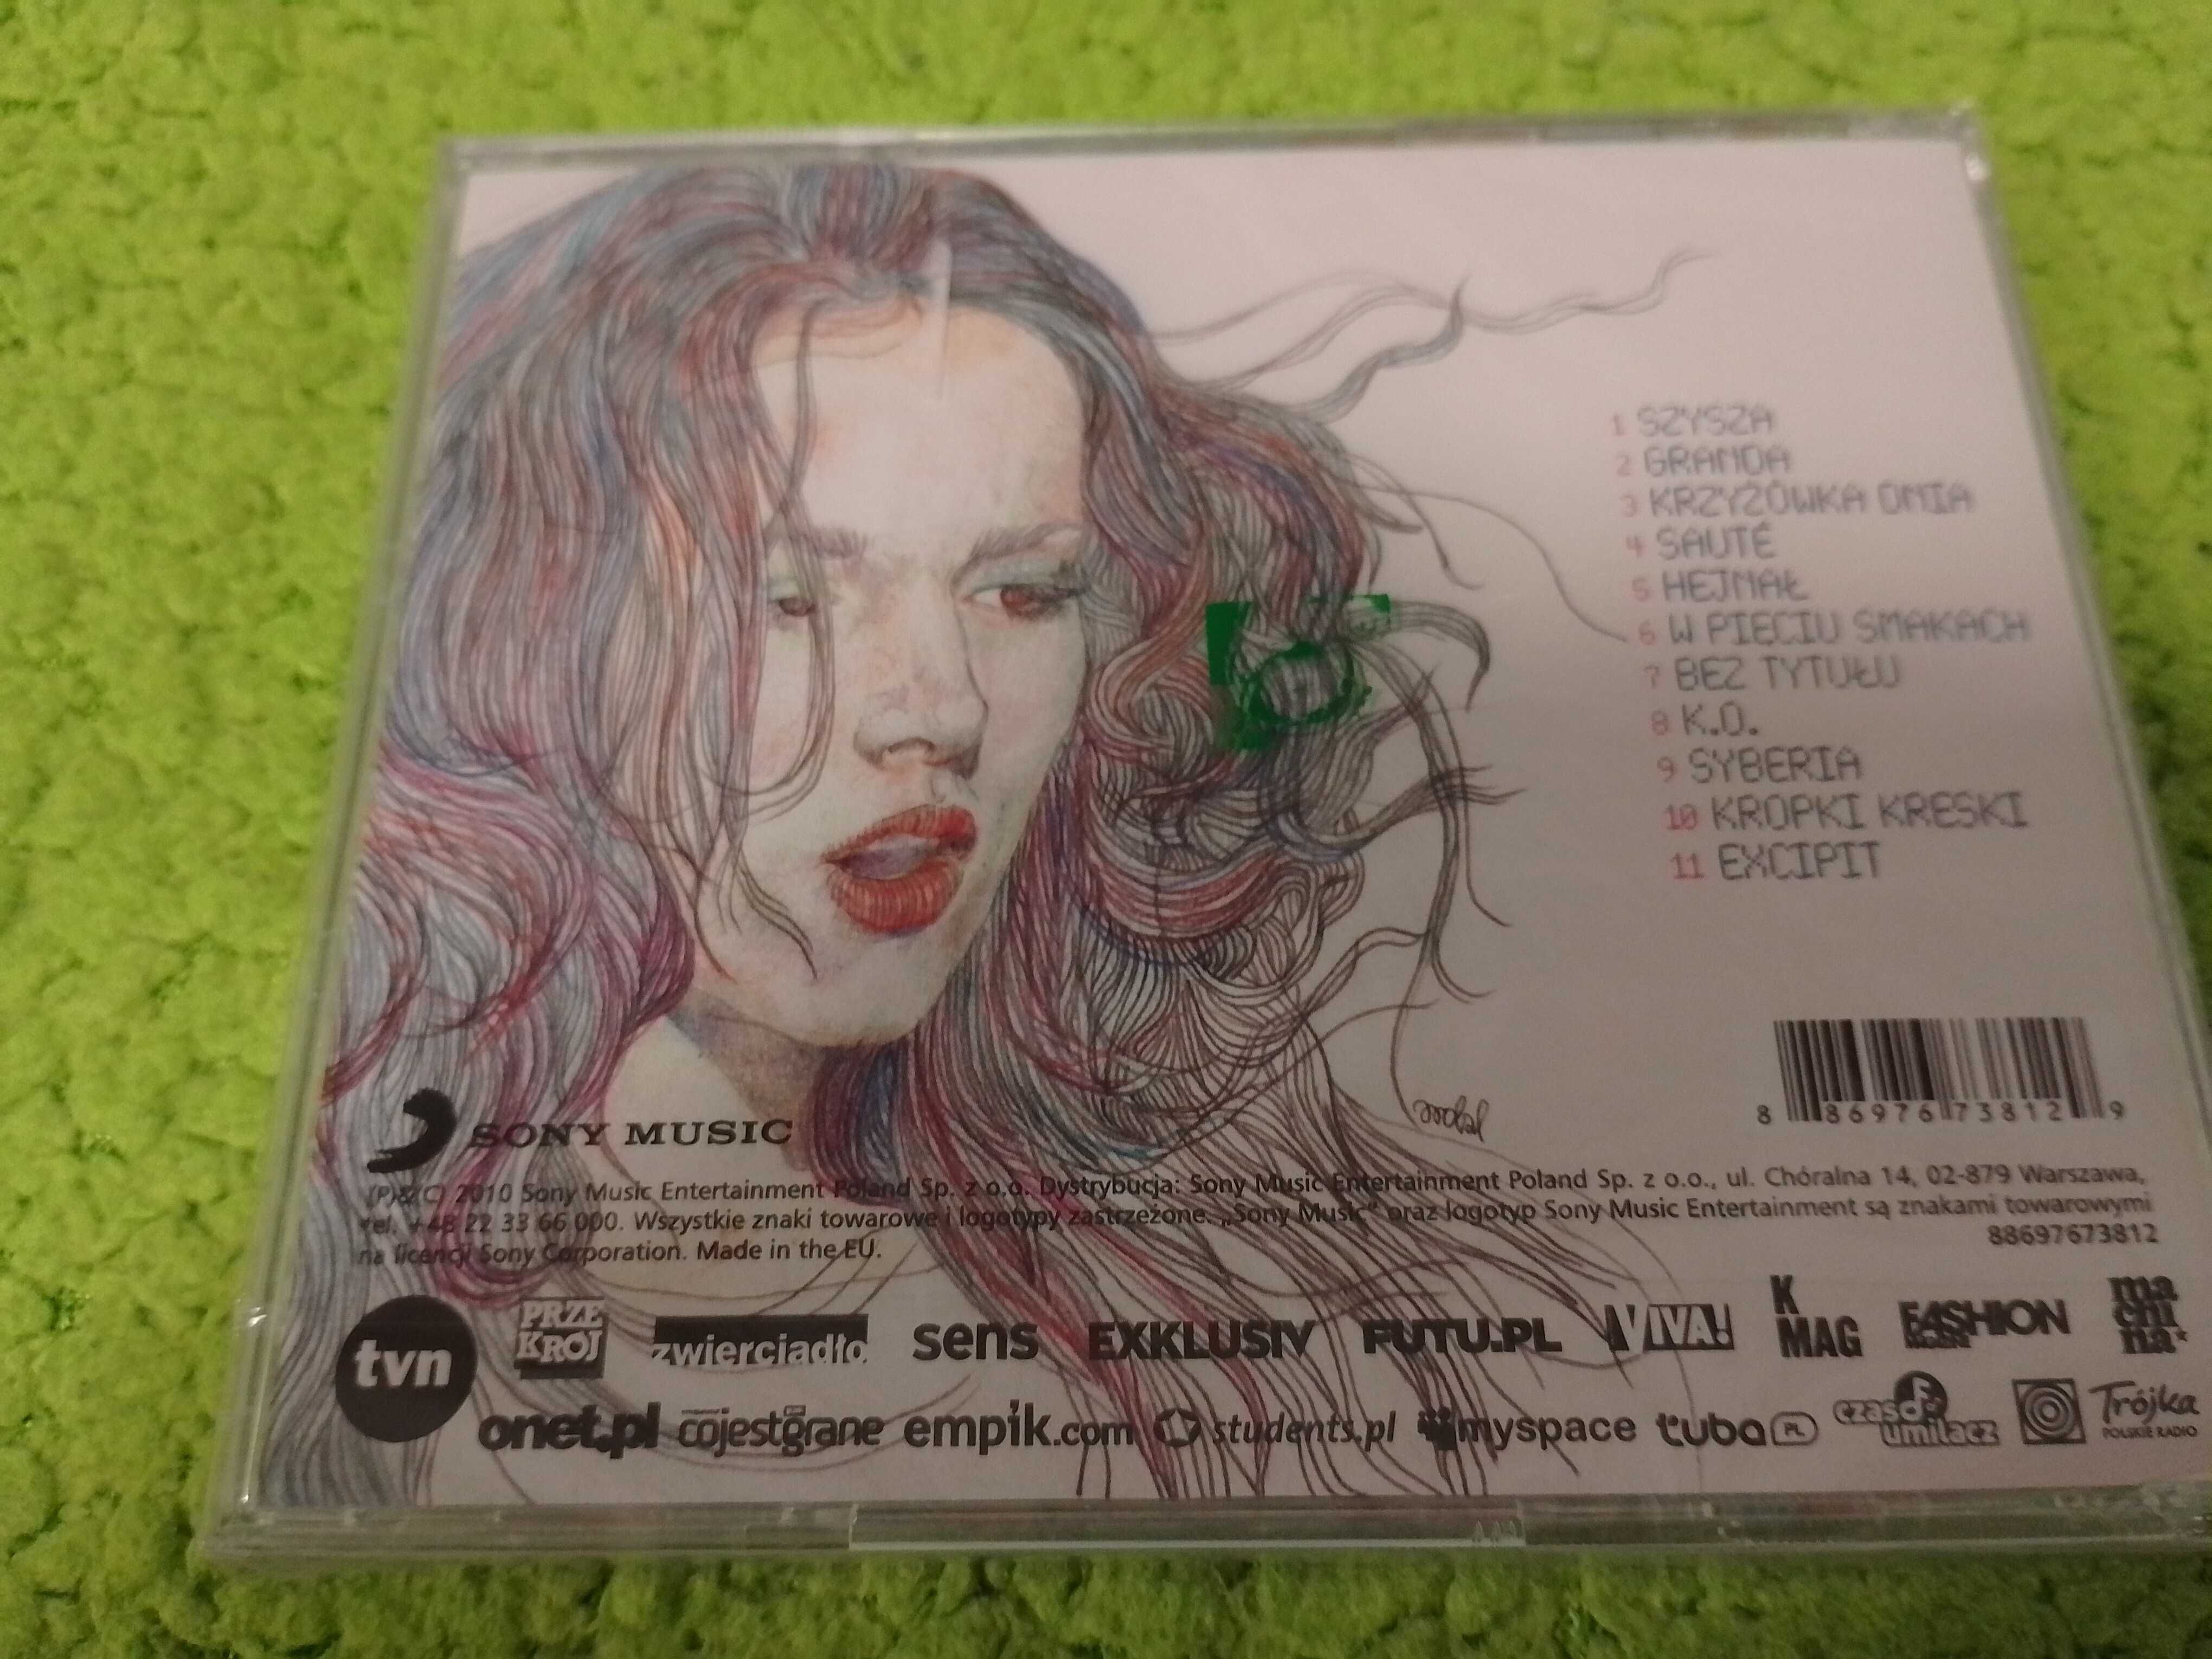 1 SZYSZA
2 GRANDA
3 KRZYŻÓWKA DNIA
4 SAUTÉ
5 HEJNAŁ
6 W PIĘCIU SMAKACH
7 BEZ TYTUŁU
8 K.O.
9 SYBERIA
10 KROPKI KRESKI
11 EXCIPIT
8 86976 73812 9
SONY MUSIC
(P)&(C) 2010 Sony Music Entertainment Poland Sp. z o.o. Dystrybucja: Sony Music Entertainment Poland Sp. z o.o., ul. Chóralna 14, 02-879 Warszawa,
tel. +48 22 33 66 000. Wszystkie znaki towarowe i logotypy zastrzeżone. „Sony Music" oraz logotyp Sony Music Entertainment są znakami towarowymi
na licencji Sony Corporation. Made in the EU.
88697673812
tvn PRZEKRÓJ zwierciadło sens EXKLUSIV FUTU.PL VIVA! K MAG FASHION machina*
onet.pl cojestgrane empik.com students.pl myspace tuba PL czas umilacz Trójka
POLSKIE RADIO